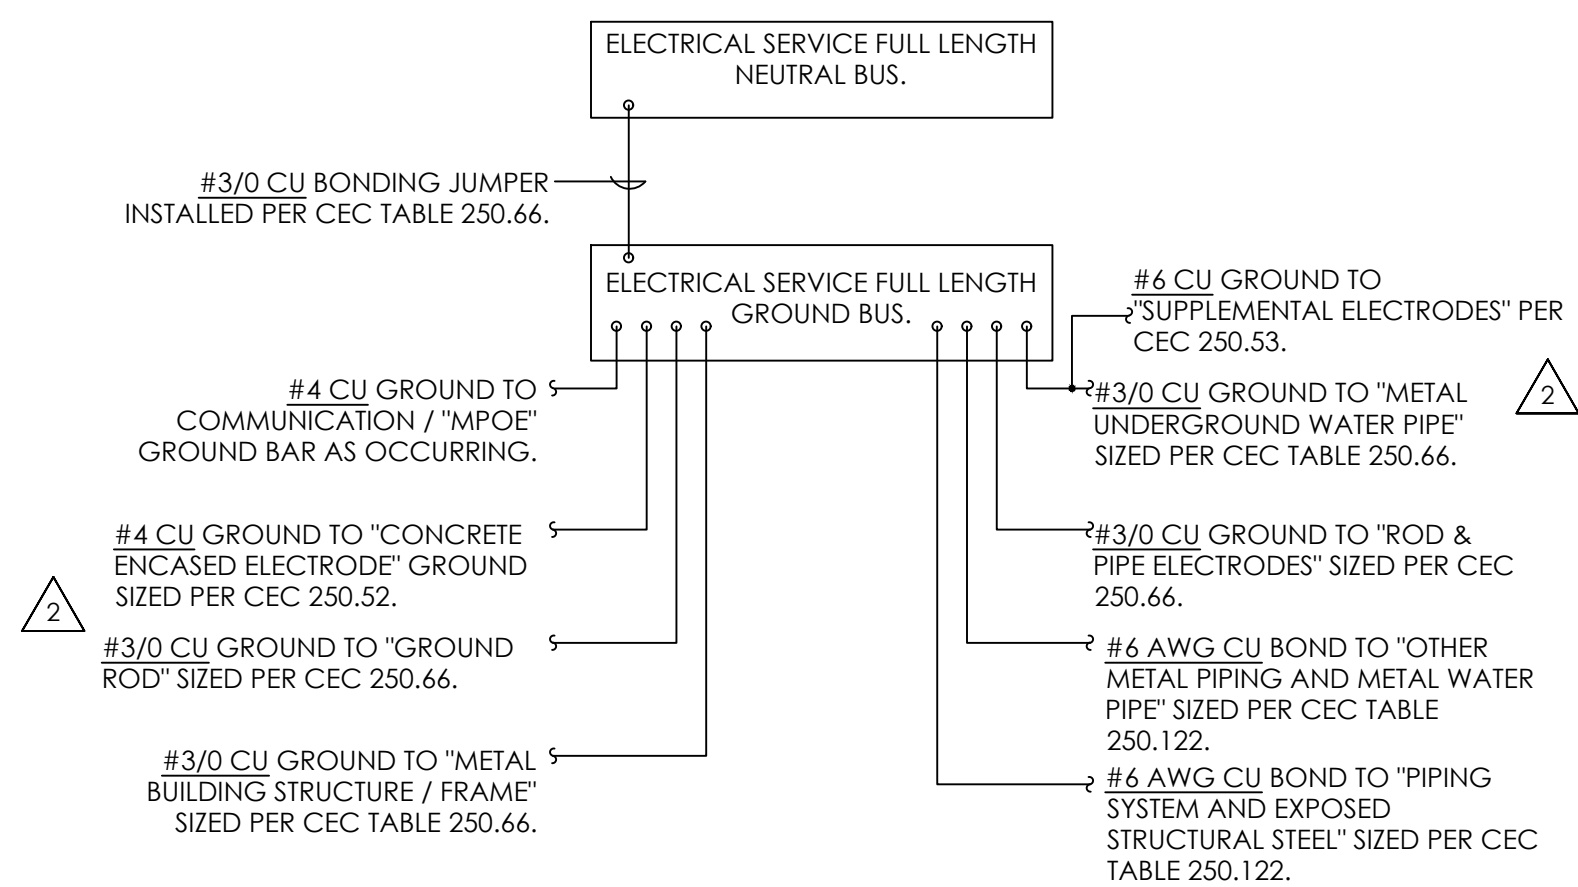 ELECTRICAL SERVICE FULL LENGTH
NEUTRAL BUS.
#3/0 CU BONDING JUMPER
INSTALLED PER CEC TABLE 250.66.
ELECTRICAL SERVICE FULL LENGTH
GROUND BUS.
#4 CU GROUND TO
COMMUNICATION / "MPOE"
GROUND BAR AS OCCURRING.
#4 CU GROUND TO "CONCRETE
ENCASED ELECTRODE" GROUND
SIZED PER CEC 250.52.
2
#3/0 CU GROUND TO "GROUND
ROD" SIZED PER CEC 250.66.
#3/0 CU GROUND TO "METAL
BUILDING STRUCTURE / FRAME"
SIZED PER CEC TABLE 250.66.
#6 CU GROUND TO
"SUPPLEMENTAL ELECTRODES" PER
CEC 250.53.
#3/0 CU GROUND TO "METAL
UNDERGROUND WATER PIPE"
SIZED PER CEC TABLE 250.66.
2
#3/0 CU GROUND TO "ROD &
PIPE ELECTRODES" SIZED PER CEC
250.66.
#6 AWG CU BOND TO "OTHER
METAL PIPING AND METAL WATER
PIPE" SIZED PER CEC TABLE
250.122.
#6 AWG CU BOND TO "PIPING
SYSTEM AND EXPOSED
STRUCTURAL STEEL" SIZED PER CEC
TABLE 250.122.